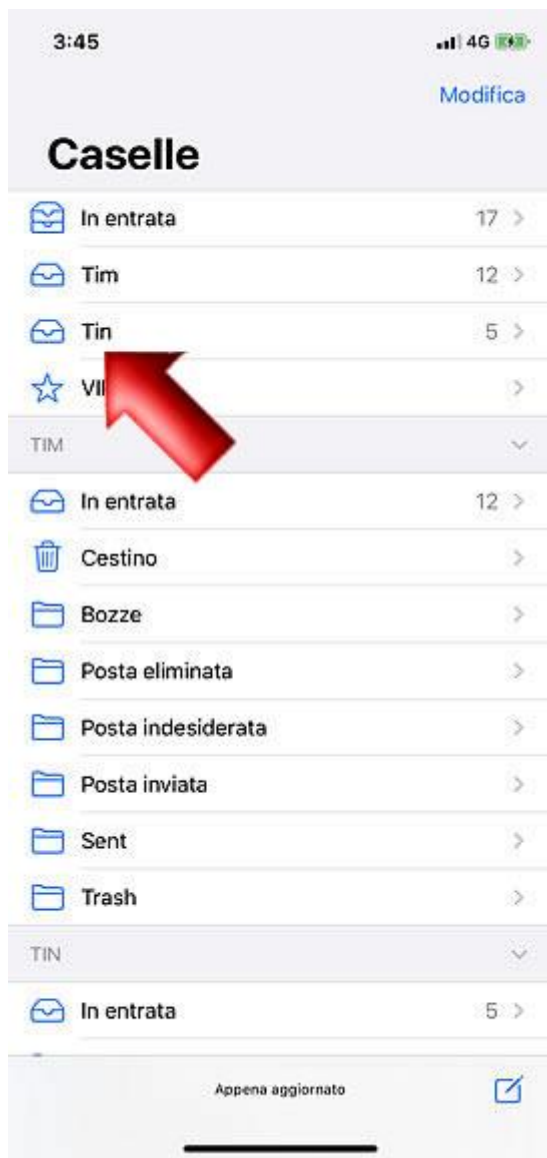 3:45 4G
Modifica
Caselle
In entrata 17
Tim 12
Tin 5
TIM
In entrata 12
Cestino
Bozze
Posta eliminata
Posta indesiderata
Posta inviata
Sent
Trash
TIN
In entrata 5
Appena aggiornato